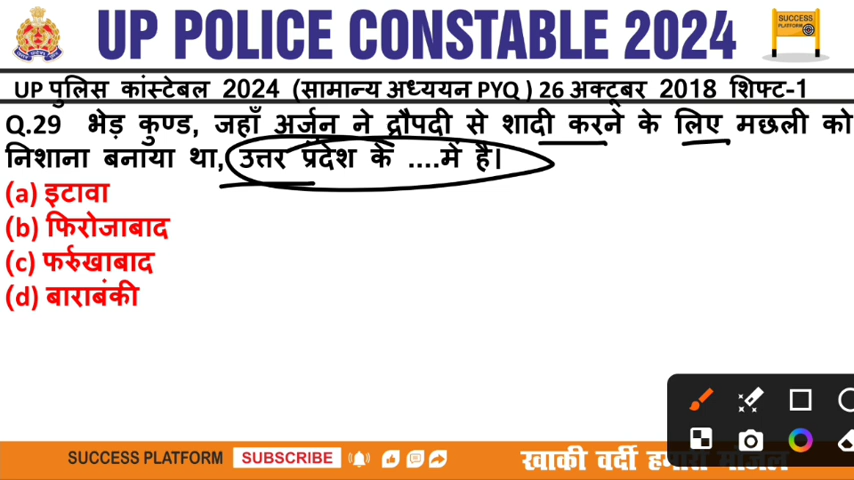 UP POLICE CONSTABLE 2024
SUCCESS
PLATFORM
UP पुलिस कांस्टेबल 2024 (सामान्य अध्ययन PYQ ) 26 अक्टूबर 2018 शिफ्ट-1
Q.29 भेड़ कुण्ड, जहाँ अर्जुन ने द्रौपदी से शादी करने के लिए मछली को
निशाना बनाया था, उत्तर प्रदेश के ....में है।
(a) इटावा
(b) फिरोजाबाद
(c) फर्रुखाबाद
(d) बाराबंकी
SUCCESS PLATFORM SUBSCRIBE खाकी वर्दी हमारी मंजिल